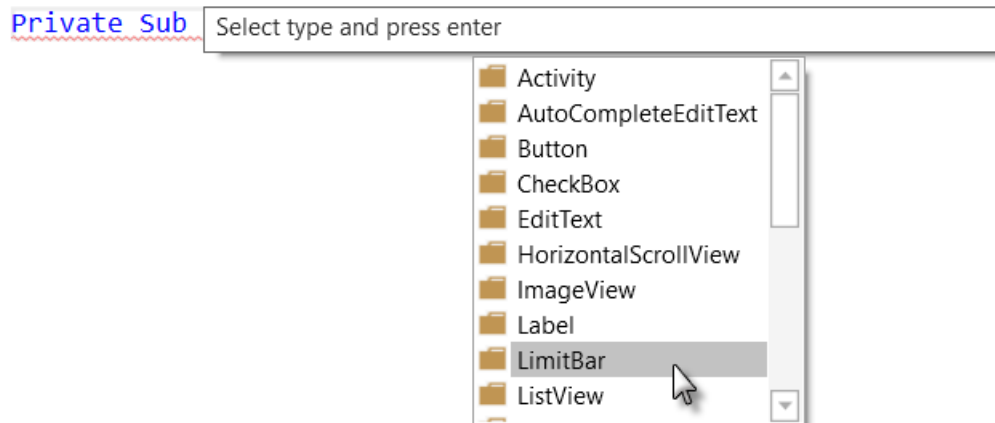 Private Sub Select type and press enter
Activity
AutoCompleteEditText
Button
CheckBox
EditText
HorizontalScrollView
ImageView
Label
LimitBar
ListView